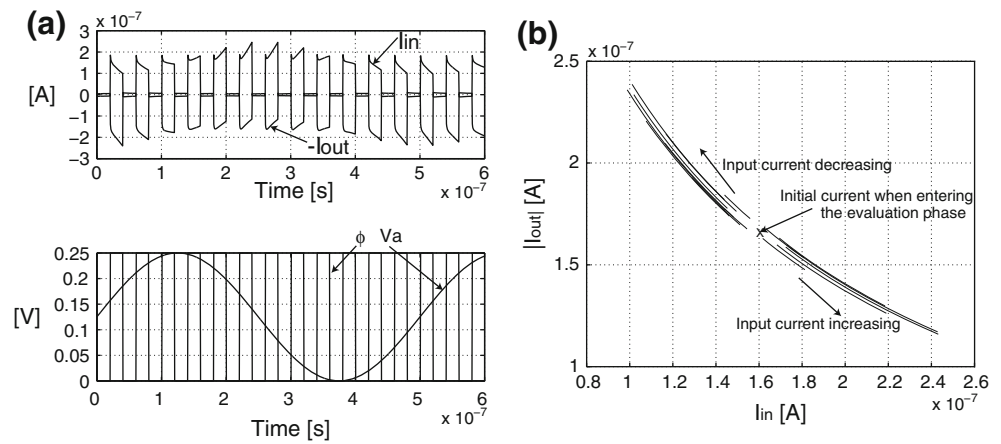 (a)
x 10⁻⁷
3
2
1
0
-1
-2
-3
[A]
Iin
-Iout
0 1 2 3 4 5 6
Time [s]
x 10⁻⁷
ϕ Va
0.25
0.2
0.15
0.1
0.05
0
[V]
0 1 2 3 4 5 6
Time [s]
x 10⁻⁷
(b)
x 10⁻⁷
2.5
2
1.5
1
|Iout| [A]
Input current decreasing
Initial current when entering
the evaluation phase
x
Input current increasing
0.8 1 1.2 1.4 1.6 1.8 2 2.2 2.4 2.6
Iin [A]
x 10⁻⁷